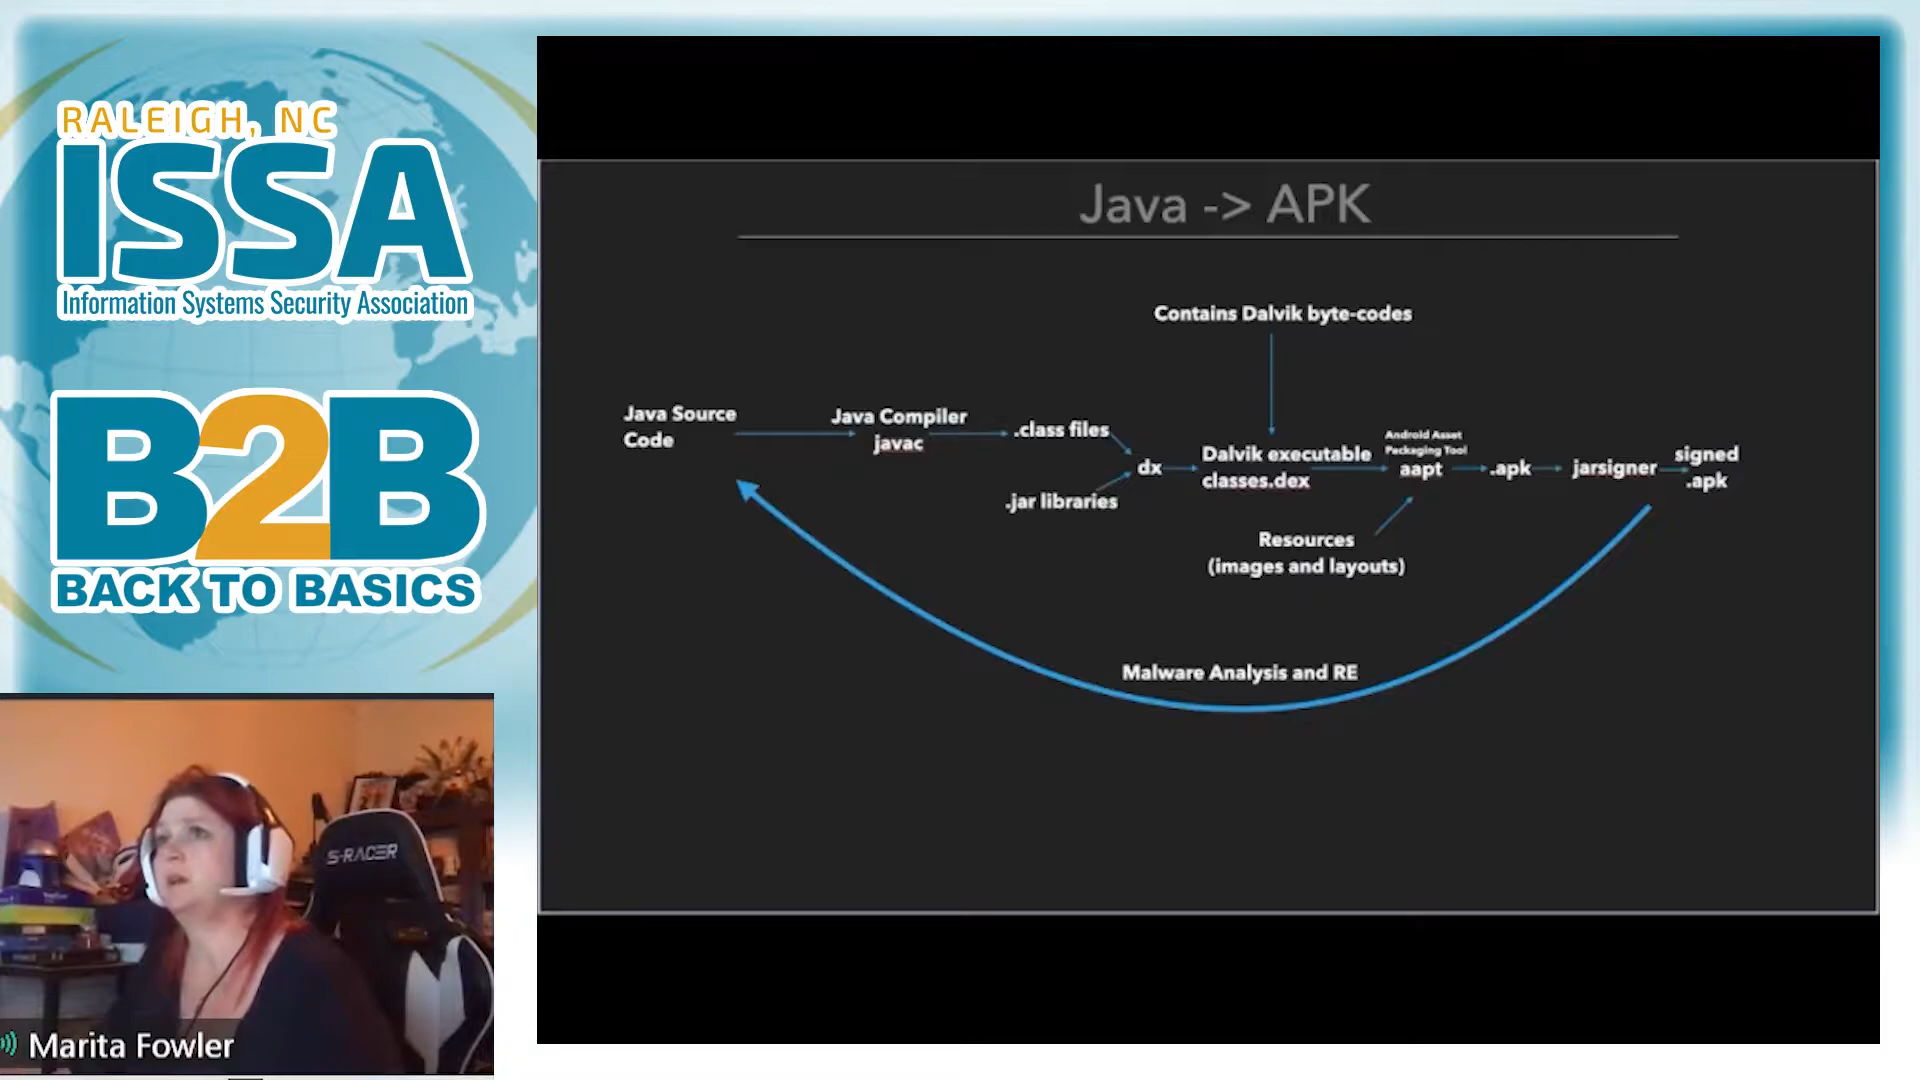 RALEIGH, NC
ISSA
Information Systems Security Association
B2B
BACK TO BASICS
Java -> APK
Contains Dalvik byte-codes
Java Source
Code
Java Compiler
javac
.class files
.jar libraries
dx
Dalvik executable
classes.dex
Android Asset
Packaging Tool
aapt
.apk
jarsigner
signed
.apk
Resources
(images and layouts)
Malware Analysis and RE
S-RACER
Marita Fowler